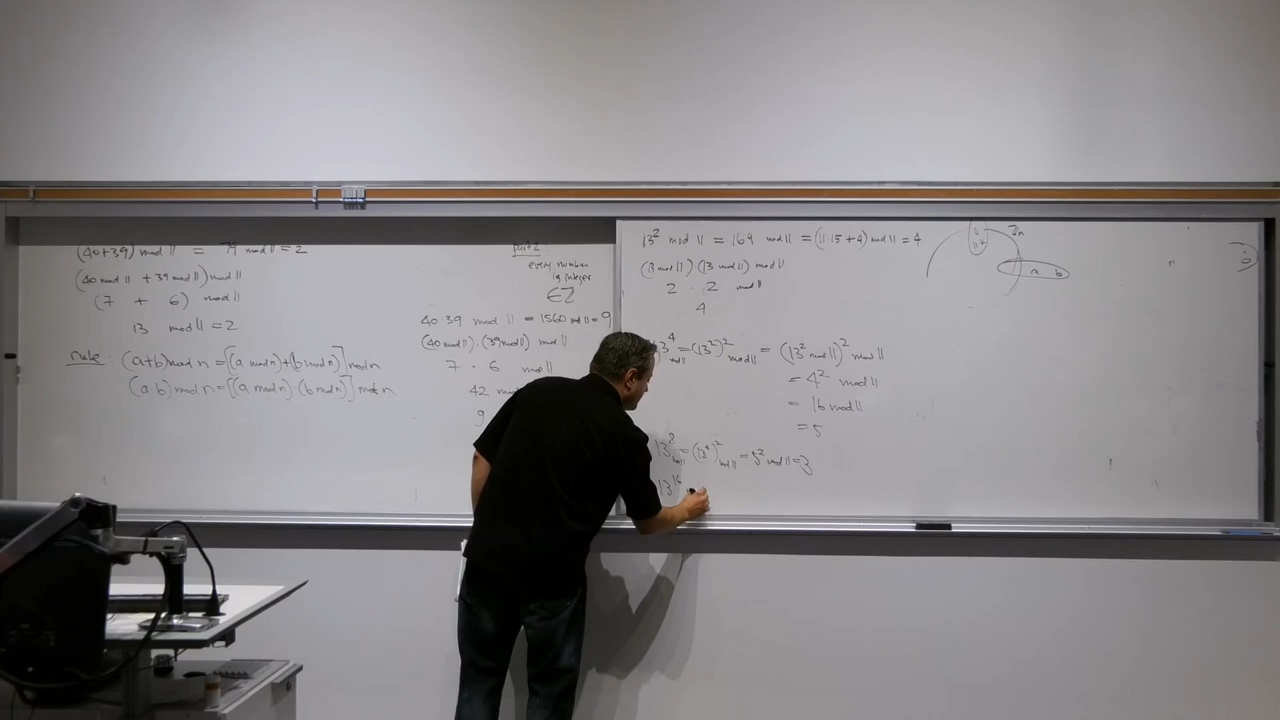 (40+39) mod 11 = 79 mod 11 = 2
(40 mod 11 + 39 mod 11) mod 11
(7 + 6) mod 11
13 mod 11 = 2
rule: (a+b) mod n = [(a mod n)+(b mod n)] mod n
(a b) mod n = [(a mod n)·(b mod n)] mod n
part 2:
every number
is integer
∈ Z
40 39 mod 11 = 1560 mod 11 = 9
(40 mod 11)·(39 mod 11) mod 11
7 · 6 mod 11
42 mod
9
13² mod 11 = 169 mod 11 = (11·15+4) mod 11 = 4
(13 mod 11)·(13 mod 11) mod 11
2 · 2 mod 11
4
13⁴ mod 11 = (13²)² mod 11 = (13² mod 11)² mod 11
= 4² mod 11
= 16 mod 11
= 5
13⁸ mod 11 = (13⁴)² mod 11 = 5² mod 11 = 3
13¹⁶
Zn
a b